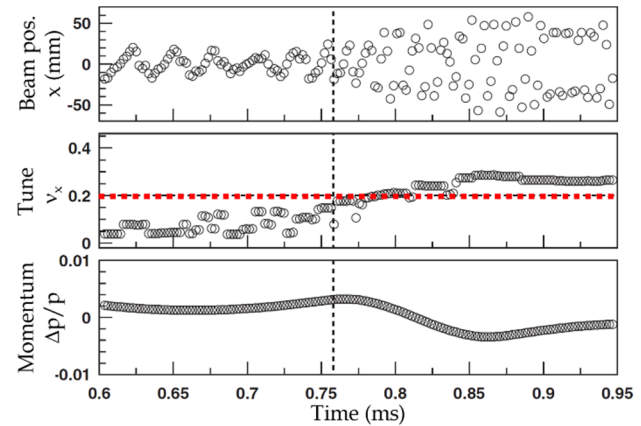 Beam pos.
x (mm)
50
0
-50
Tune
νx
0.4
0.2
0
Momentum
Δp/p
0.01
0
-0.01
0.6 0.65 0.7 0.75 0.8 0.85 0.9 0.95
Time (ms)